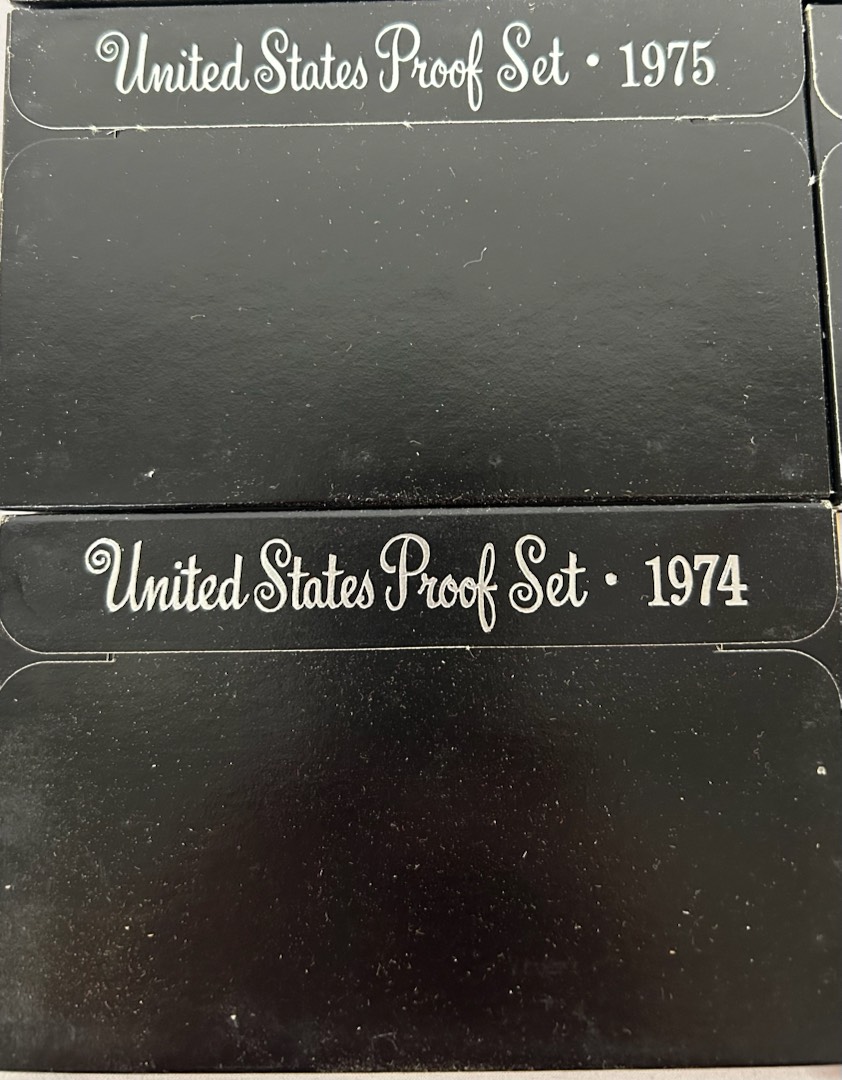 United States Proof Set • 1975
United States Proof Set • 1974